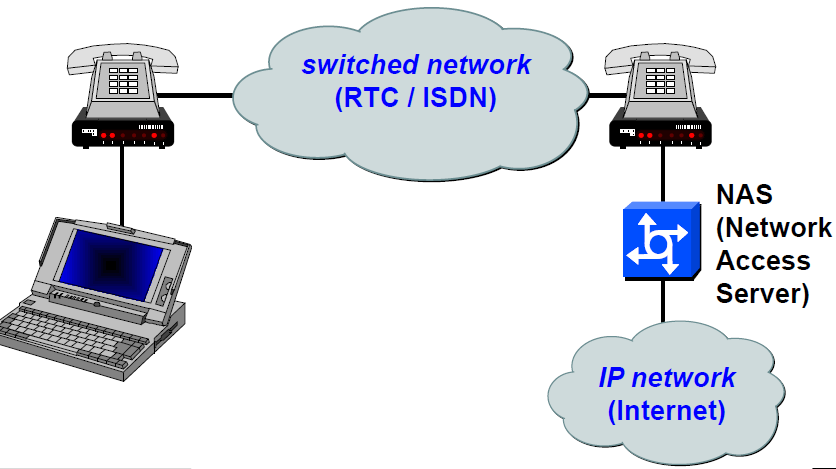 switched network
(RTC / ISDN)
NAS
(Network
Access
Server)
IP network
(Internet)